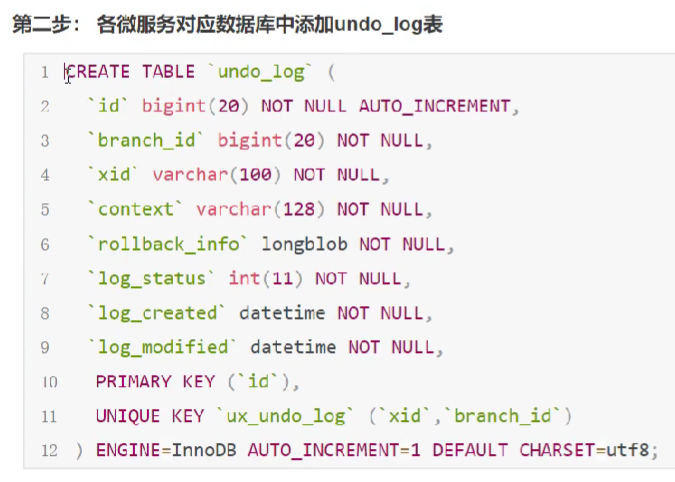 第二步： 各微服务对应数据库中添加undo_log表
1 CREATE TABLE `undo_log` (
2 `id` bigint(20) NOT NULL AUTO_INCREMENT,
3 `branch_id` bigint(20) NOT NULL,
4 `xid` varchar(100) NOT NULL,
5 `context` varchar(128) NOT NULL,
6 `rollback_info` longblob NOT NULL,
7 `log_status` int(11) NOT NULL,
8 `log_created` datetime NOT NULL,
9 `log_modified` datetime NOT NULL,
10 PRIMARY KEY (`id`),
11 UNIQUE KEY `ux_undo_log` (`xid`,`branch_id`)
12 ) ENGINE=InnoDB AUTO_INCREMENT=1 DEFAULT CHARSET=utf8;